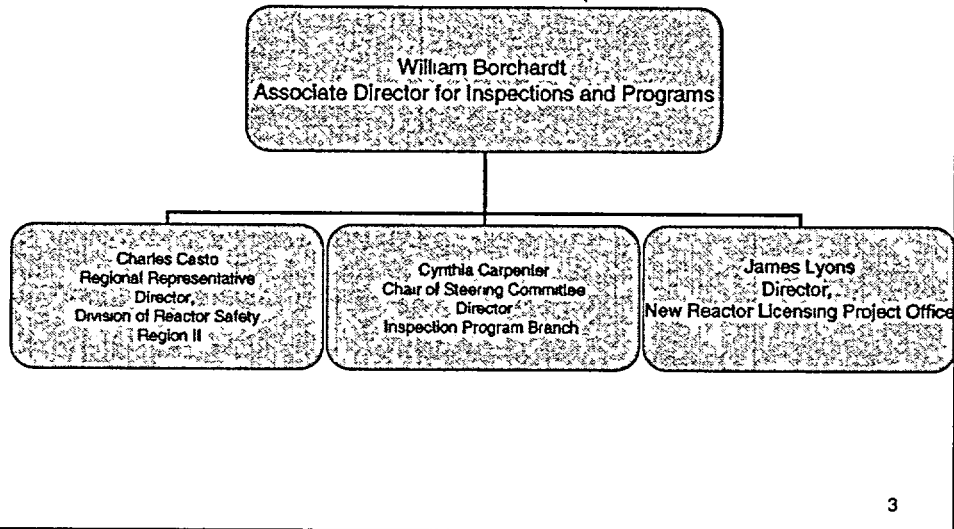 William Borchardt
Associate Director for Inspections and Programs
Charles Casto
Regional Representative
Director,
Division of Reactor Safety
Region II
Cynthia Carpenter
Chair of Steering Committee
Director
Inspection Program Branch
James Lyons
Director,
New Reactor Licensing Project Office
3